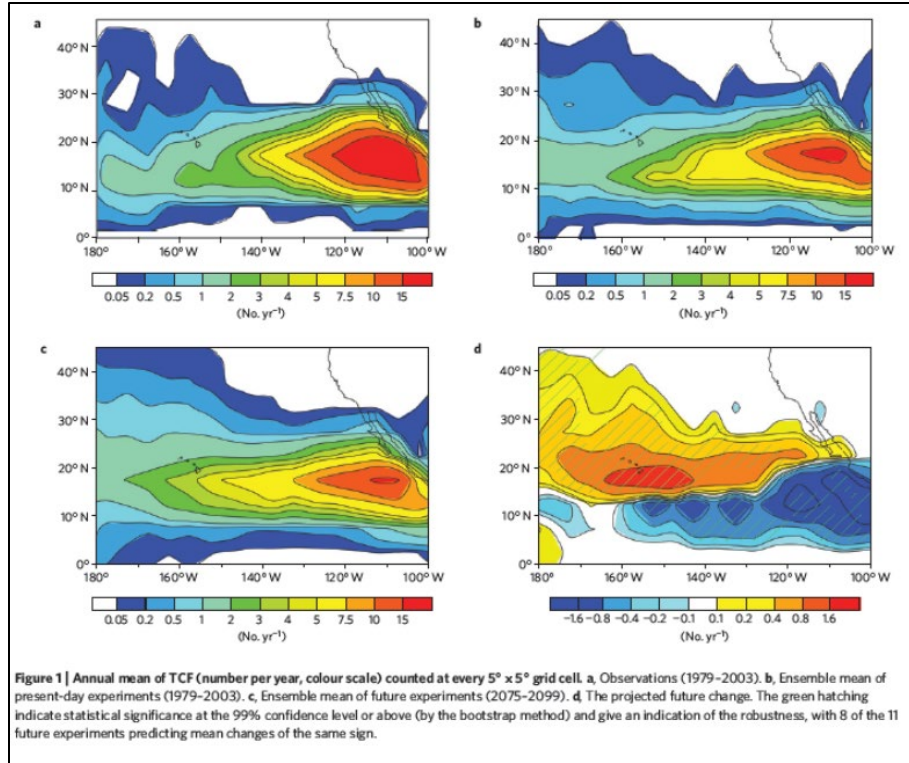 a
40° N
30° N
20° N
10° N
0°
180°
160° W
140° W
120° W
100° W
0.05 0.2 0.5 1 2 3 4 5 7.5 10 15
(No. yr⁻¹)
b
40° N
30° N
20° N
10° N
0°
180°
160° W
140° W
120° W
100° W
0.05 0.2 0.5 1 2 3 4 5 7.5 10 15
(No. yr⁻¹)
c
40° N
30° N
20° N
10° N
0°
180°
160° W
140° W
120° W
100° W
0.05 0.2 0.5 1 2 3 4 5 7.5 10 15
(No. yr⁻¹)
d
40° N
30° N
20° N
10° N
0°
180°
160° W
140° W
120° W
100° W
−1.6 −0.8 −0.4 −0.2 −0.1 0.1 0.2 0.4 0.8 1.6
(No. yr⁻¹)
Figure 1 | Annual mean of TCF (number per year, colour scale) counted at every 5° x 5° grid cell. a, Observations (1979–2003). b, Ensemble mean of
present-day experiments (1979–2003). c, Ensemble mean of future experiments (2075–2099). d, The projected future change. The green hatching
indicate statistical significance at the 99% confidence level or above (by the bootstrap method) and give an indication of the robustness, with 8 of the 11
future experiments predicting mean changes of the same sign.